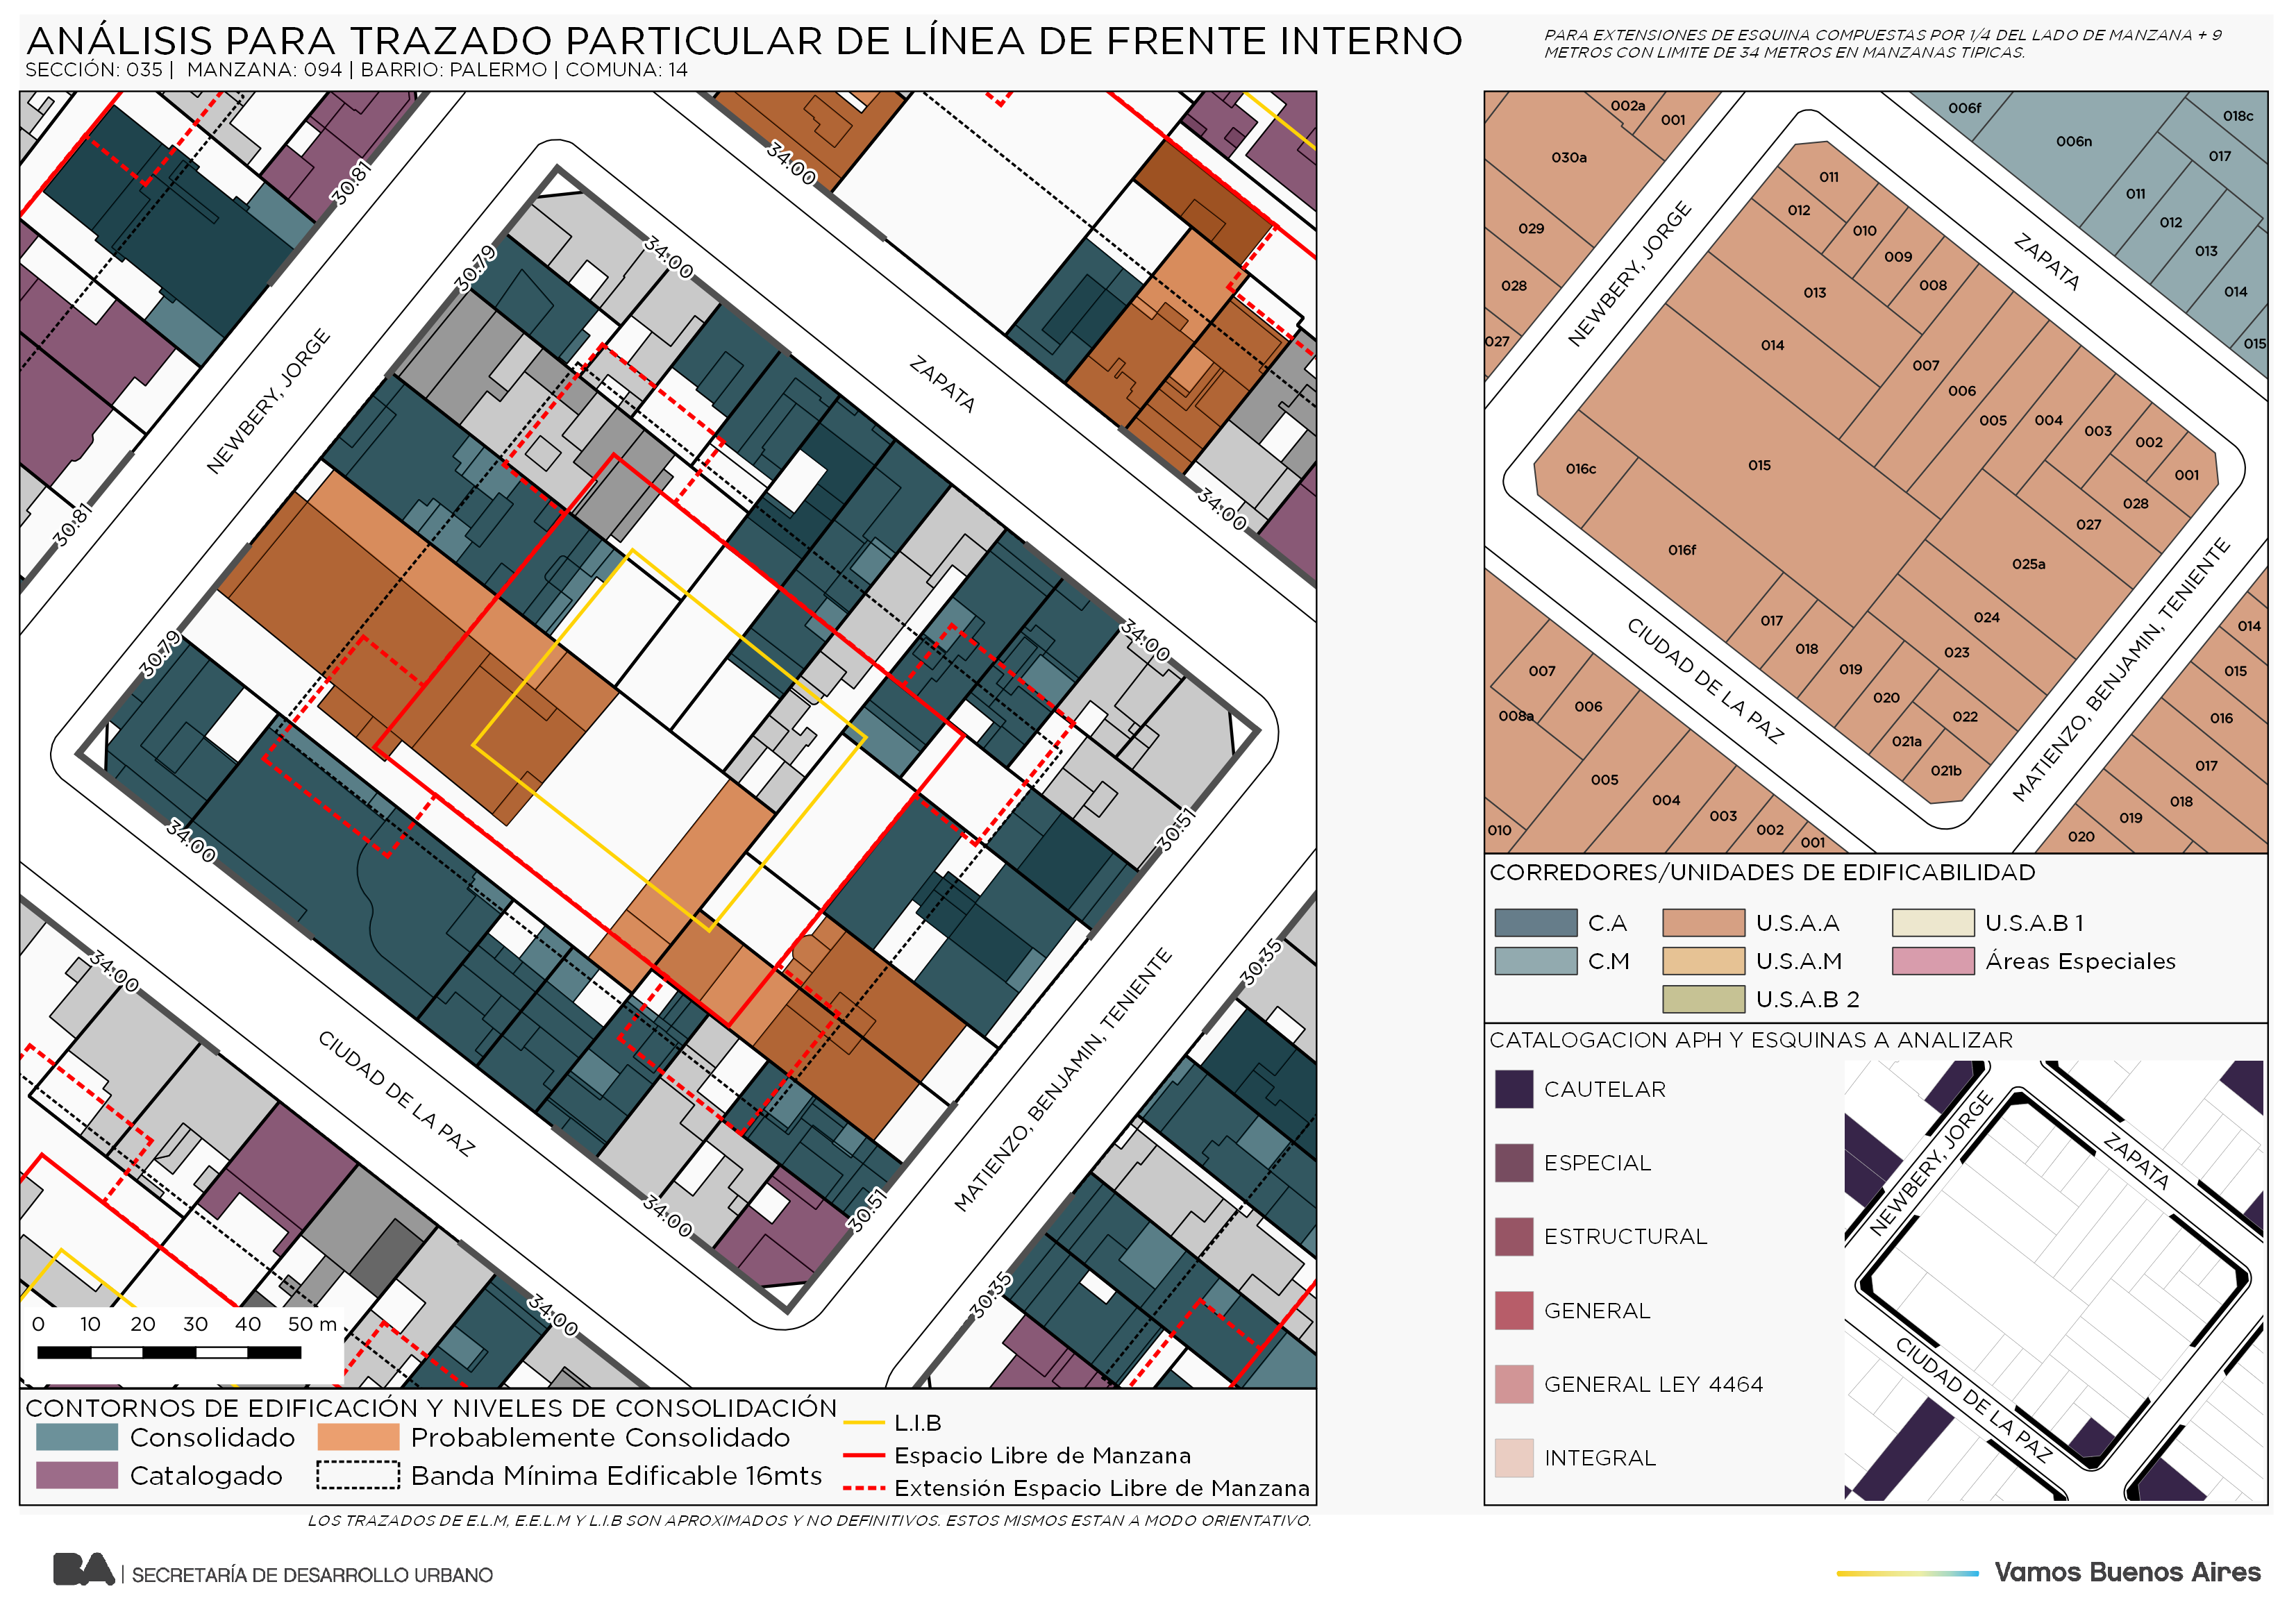 ANÁLISIS PARA TRAZADO PARTICULAR DE LÍNEA DE FRENTE INTERNO
SECCIÓN: 035 | MANZANA: 094 | BARRIO: PALERMO | COMUNA: 14
PARA EXTENSIONES DE ESQUINA COMPUESTAS POR 1/4 DEL LADO DE MANZANA + 9
METROS CON LIMITE DE 34 METROS EN MANZANAS TIPICAS.
30.81
34.00
30.79
34.00
NEWBERY, JORGE
ZAPATA
30.81
34.00
30.79
34.00
34.00
30.51
34.00
30.35
CIUDAD DE LA PAZ
MATIENZO, BENJAMIN, TENIENTE
34.00
30.51
30.35
34.00
0 10 20 30 40 50 m
CONTORNOS DE EDIFICACIÓN Y NIVELES DE CONSOLIDACIÓN
Consolidado
Probablemente Consolidado
Catalogado
Banda Mínima Edificable 16mts
L.I.B
Espacio Libre de Manzana
Extensión Espacio Libre de Manzana
LOS TRAZADOS DE E.L.M, E.E.L.M Y L.I.B SON APROXIMADOS Y NO DEFINITIVOS. ESTOS MISMOS ESTAN A MODO ORIENTATIVO.
002a
001
006f
018c
030a
006n
017
011
011
012
012
029
010
013
009
028
013
008
014
027
014
015
007
006
005
004
003
002
001
016c
015
028
027
016f
025a
024
017
018
023
019
020
022
021a
021b
007
006
008a
005
004
003
002
001
010
014
015
016
017
018
019
020
NEWBERY, JORGE
ZAPATA
CIUDAD DE LA PAZ
MATIENZO, BENJAMIN, TENIENTE
CORREDORES/UNIDADES DE EDIFICABILIDAD
C.A
U.S.A.A
U.S.A.B 1
C.M
U.S.A.M
Áreas Especiales
U.S.A.B 2
CATALOGACION APH Y ESQUINAS A ANALIZAR
CAUTELAR
ESPECIAL
ESTRUCTURAL
GENERAL
GENERAL LEY 4464
INTEGRAL
NEWBERY, JORGE
ZAPATA
CIUDAD DE LA PAZ
BA | SECRETARÍA DE DESARROLLO URBANO
Vamos Buenos Aires